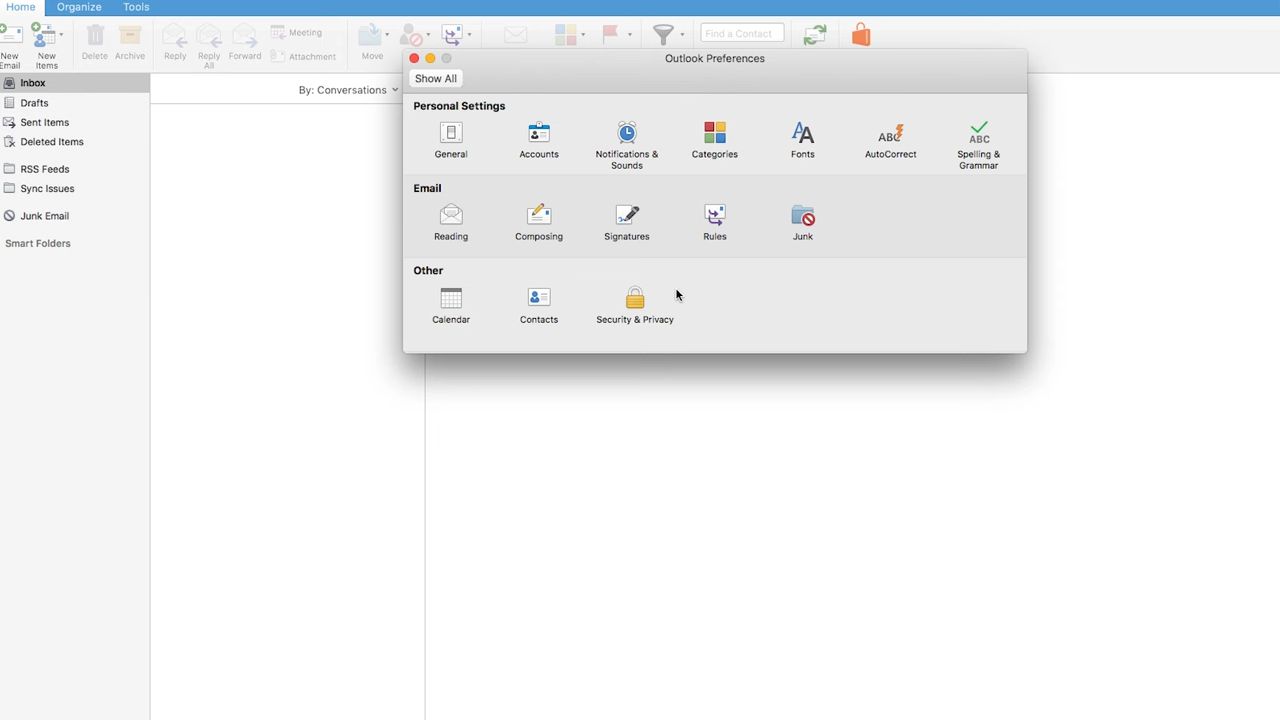 Home Organize Tools
New Email
New Items
Delete
Archive
Reply
Reply All
Forward
Meeting
Attachment
Move
Find a Contact
Inbox
Drafts
Sent Items
Deleted Items
RSS Feeds
Sync Issues
Junk Email
Smart Folders
By: Conversations
Outlook Preferences
Show All
Personal Settings
General
Accounts
Notifications &
Sounds
Categories
Fonts
ABC
AutoCorrect
ABC
Spelling &
Grammar
Email
Reading
Composing
Signatures
Rules
Junk
Other
Calendar
Contacts
Security & Privacy